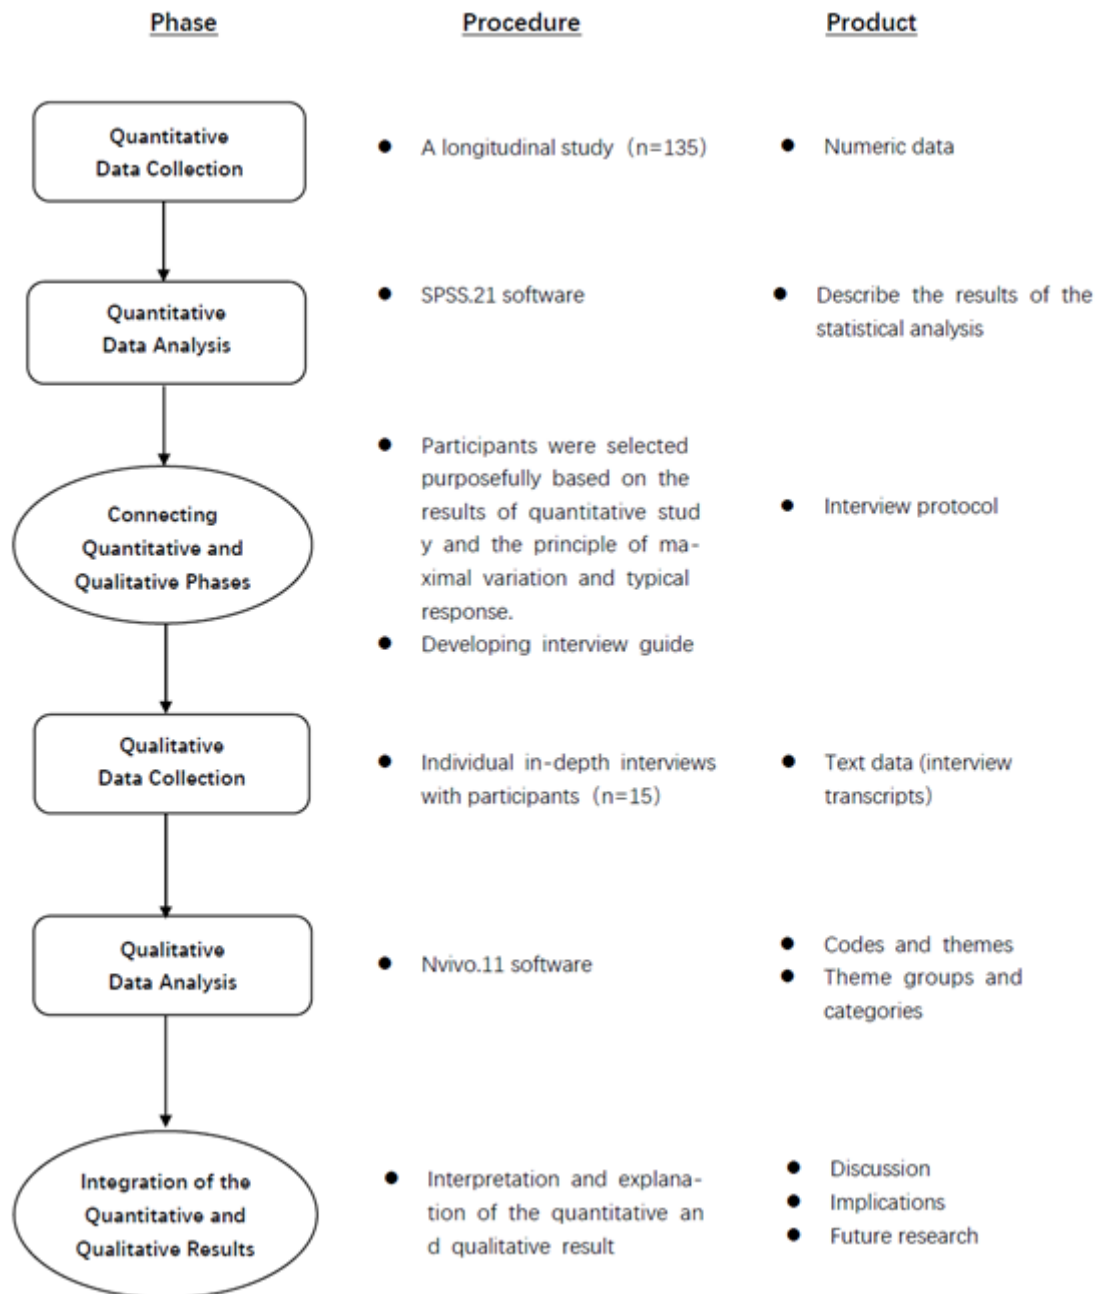 Phase Procedure Product
Quantitative
Data Collection
● A longitudinal study（n=135）
● Numeric data
Quantitative
Data Analysis
● SPSS.21 software
● Describe the results of the
statistical analysis
Connecting
Quantitative and
Qualitative Phases
● Participants were selected
purposefully based on the
results of quantitative stud
y and the principle of ma-
ximal variation and typical
response.
● Developing interview guide
● Interview protocol
Qualitative
Data Collection
● Individual in-depth interviews
with participants（n=15）
● Text data (interview
transcripts）
Qualitative
Data Analysis
● Nvivo.11 software
● Codes and themes
● Theme groups and
categories
Integration of the
Quantitative and
Qualitative Results
● Interpretation and explana-
tion of the quantitative an
d qualitative result
● Discussion
● Implications
● Future research